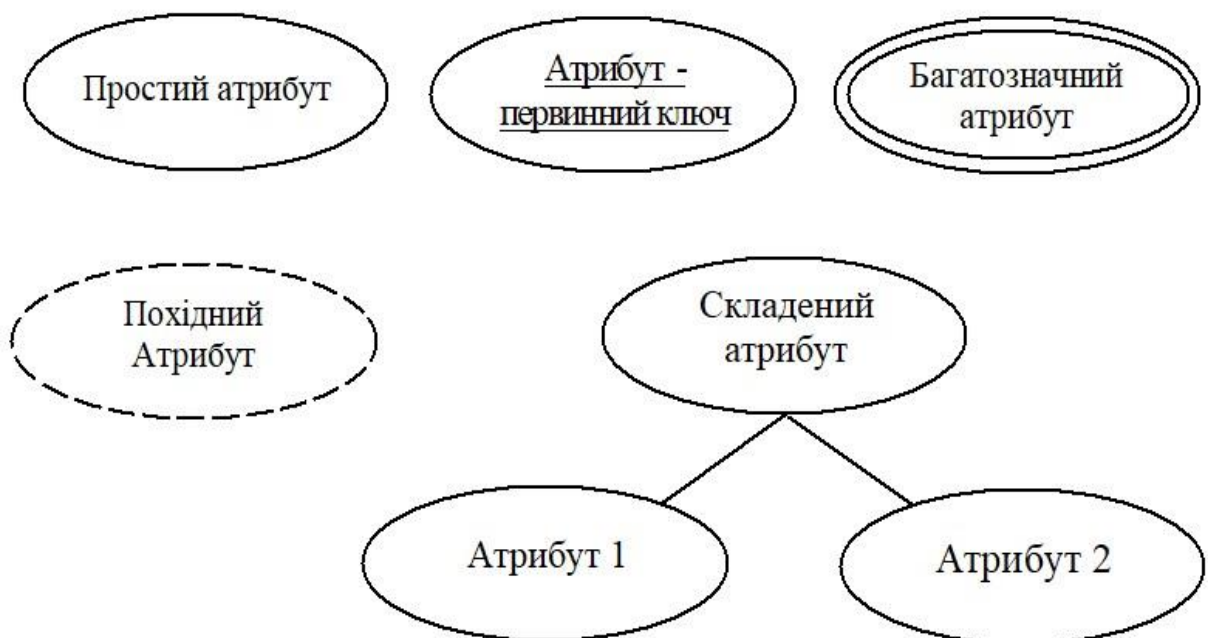 Простий атрибут
Атрибут -
первинний ключ
Багатозначний
атрибут
Похідний
Атрибут
Складений
атрибут
Атрибут 1
Атрибут 2